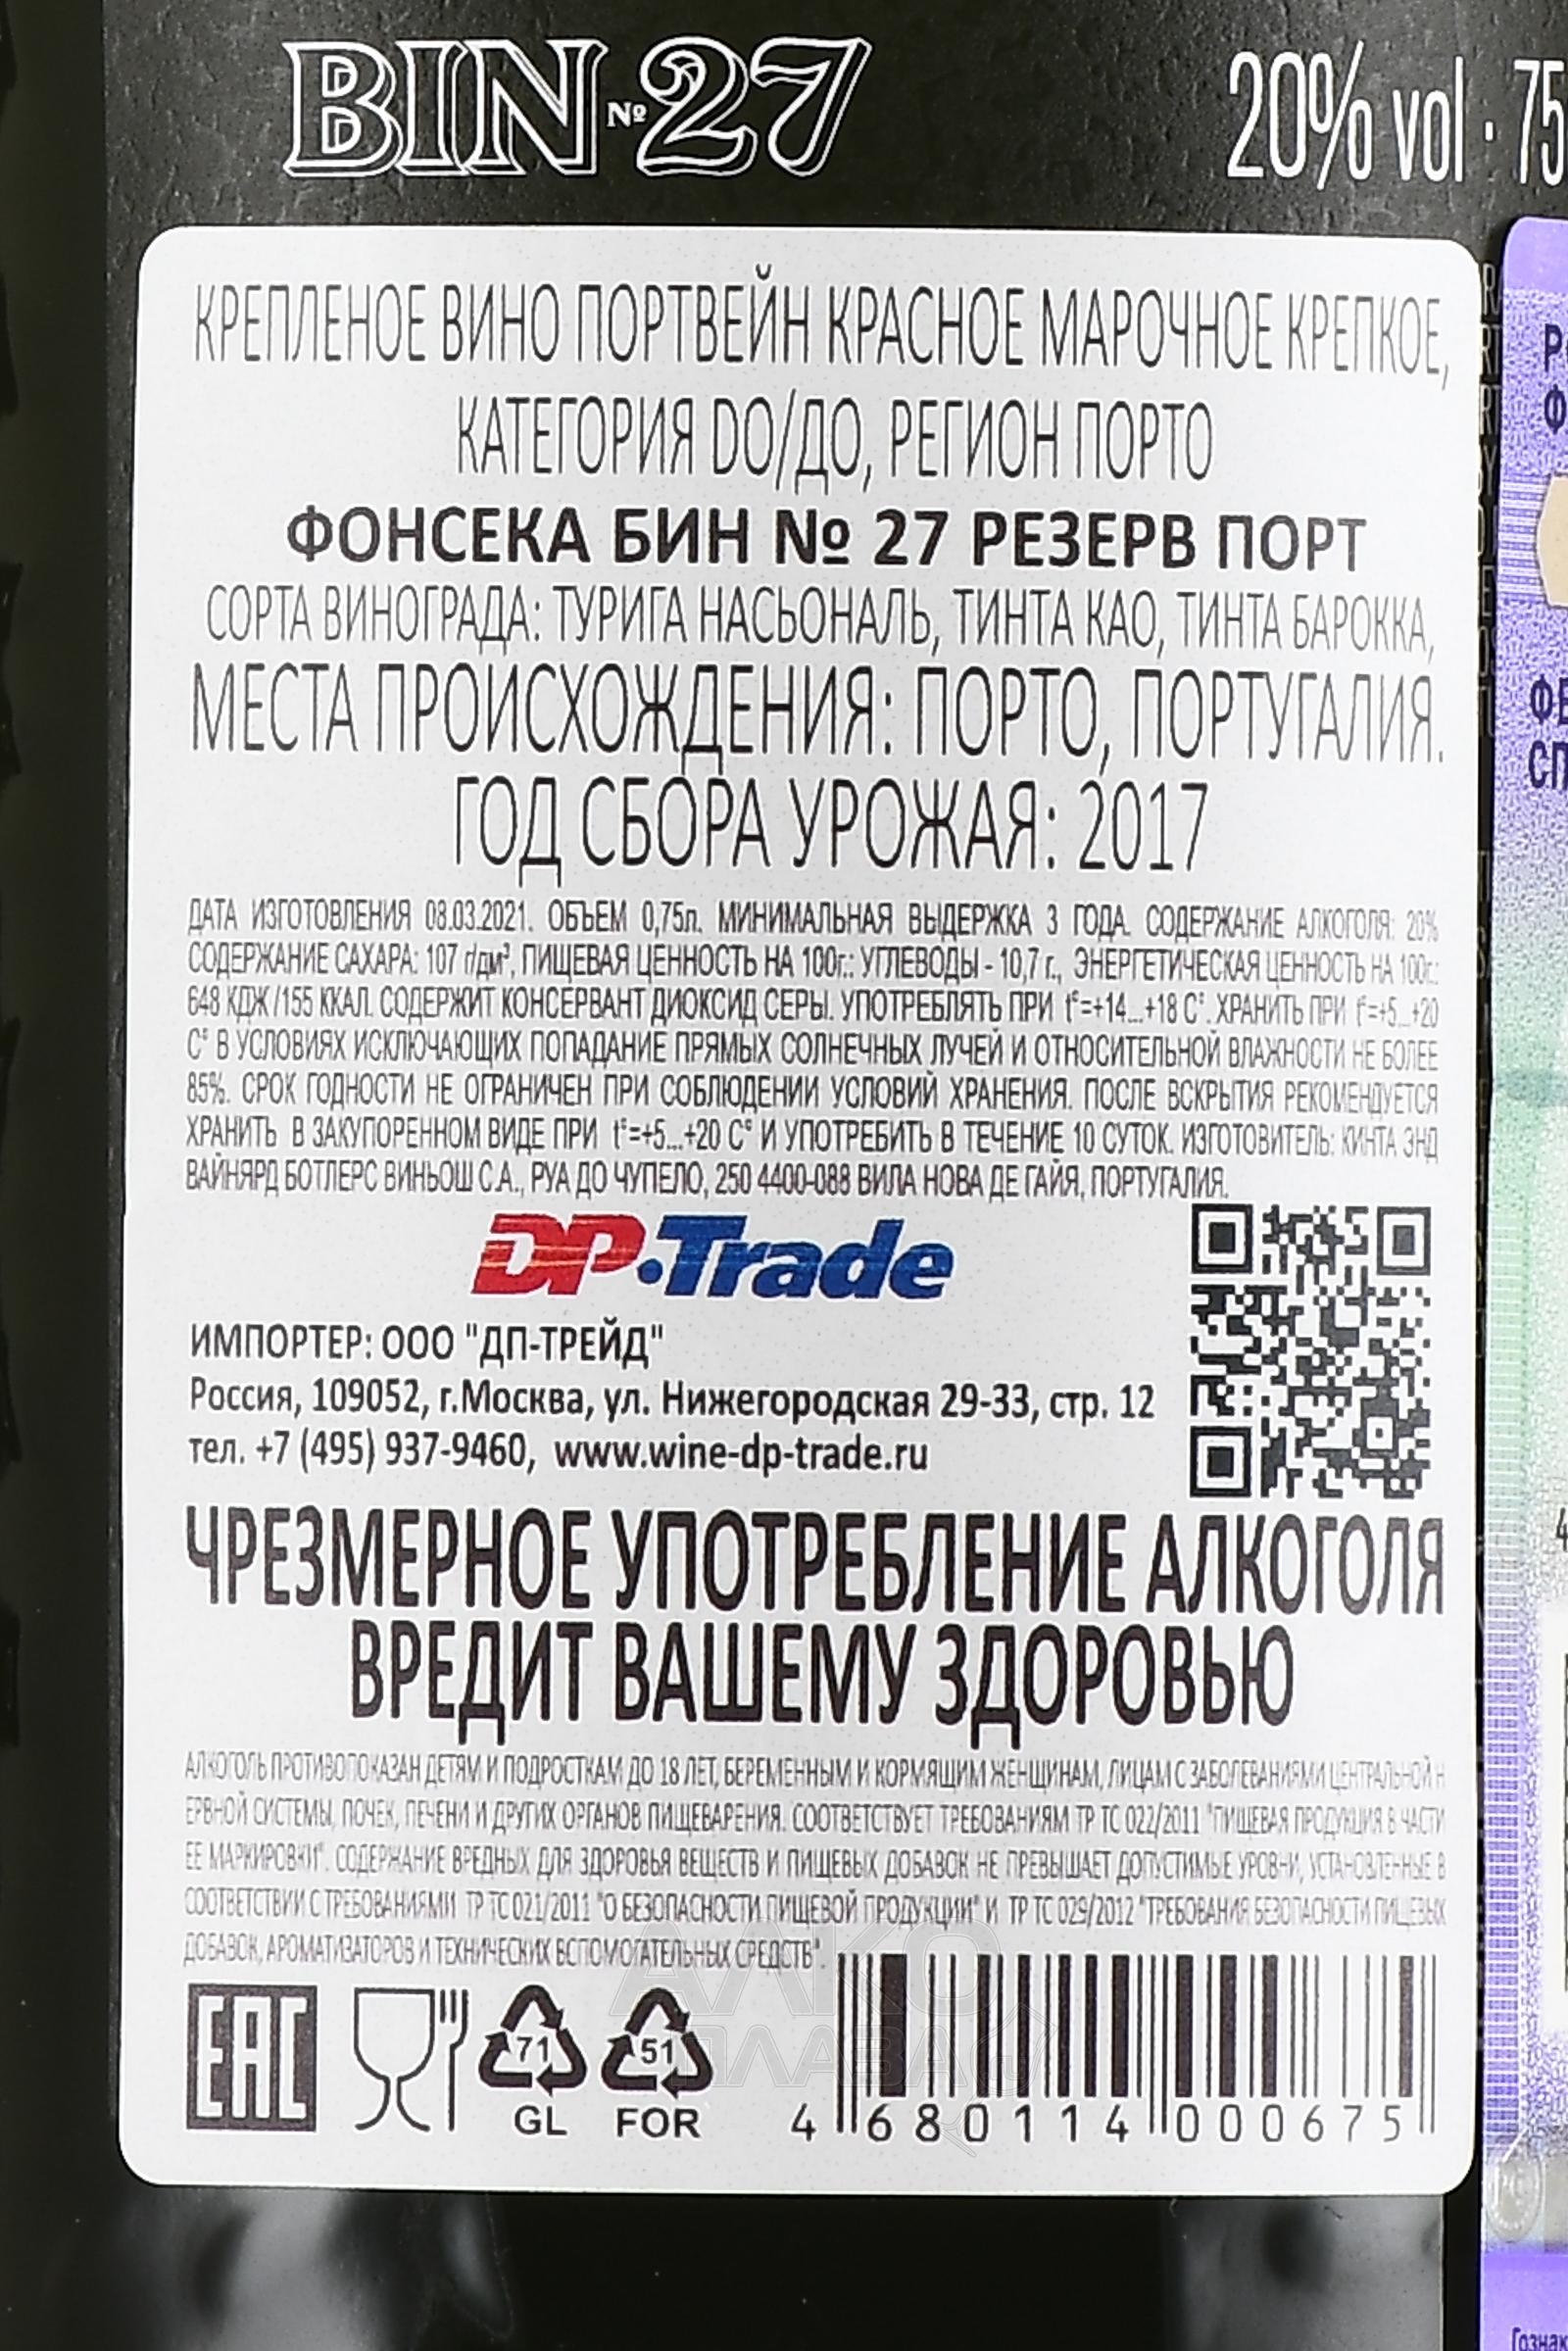 BIN Nº 27
20% vol · 75
КРЕПЛЕНОЕ ВИНО ПОРТВЕЙН КРАСНОЕ МАРОЧНОЕ КРЕПКОЕ,
КАТЕГОРИЯ DO/ДО, РЕГИОН ПОРТО
ФОНСЕКА БИН № 27 РЕЗЕРВ ПОРТ
СОРТА ВИНОГРАДА: ТУРИГА НАСЬОНАЛЬ, ТИНТА КАО, ТИНТА БАРОККА,
МЕСТА ПРОИСХОЖДЕНИЯ: ПОРТО, ПОРТУГАЛИЯ.
ГОД СБОРА УРОЖАЯ: 2017
ДАТА ИЗГОТОВЛЕНИЯ 08.03.2021. ОБЪЕМ 0,75л. МИНИМАЛЬНАЯ ВЫДЕРЖКА 3 ГОДА. СОДЕРЖАНИЕ АЛКОГОЛЯ: 20%
СОДЕРЖАНИЕ САХАРА: 107 г/дм³, ПИЩЕВАЯ ЦЕННОСТЬ НА 100г.: УГЛЕВОДЫ - 10,7 г., ЭНЕРГЕТИЧЕСКАЯ ЦЕННОСТЬ НА 100г.:
648 КДЖ /155 ККАЛ. СОДЕРЖИТ КОНСЕРВАНТ ДИОКСИД СЕРЫ. УПОТРЕБЛЯТЬ ПРИ t°=+14...+18 С°. ХРАНИТЬ ПРИ t°=+5...+20
С° В УСЛОВИЯХ ИСКЛЮЧАЮЩИХ ПОПАДАНИЕ ПРЯМЫХ СОЛНЕЧНЫХ ЛУЧЕЙ И ОТНОСИТЕЛЬНОЙ ВЛАЖНОСТИ НЕ БОЛЕЕ
85%. СРОК ГОДНОСТИ НЕ ОГРАНИЧЕН ПРИ СОБЛЮДЕНИИ УСЛОВИЙ ХРАНЕНИЯ. ПОСЛЕ ВСКРЫТИЯ РЕКОМЕНДУЕТСЯ
ХРАНИТЬ В ЗАКУПОРЕННОМ ВИДЕ ПРИ t°=+5...+20 С° И УПОТРЕБИТЬ В ТЕЧЕНИЕ 10 СУТОК. ИЗГОТОВИТЕЛЬ: КИНТА ЭНД
ВАЙНЯРД БОТЛЕРС ВИНЬОШ С.А., РУА ДО ЧУПЕЛО, 250 4400-088 ВИЛА НОВА ДЕ ГАЙЯ, ПОРТУГАЛИЯ.
DP·Trade
ИМПОРТЕР: ООО "ДП-ТРЕЙД"
Россия, 109052, г.Москва, ул. Нижегородская 29-33, стр. 12
тел. +7 (495) 937-9460, www.wine-dp-trade.ru
ЧРЕЗМЕРНОЕ УПОТРЕБЛЕНИЕ АЛКОГОЛЯ
ВРЕДИТ ВАШЕМУ ЗДОРОВЬЮ
АЛКОГОЛЬ ПРОТИВОПОКАЗАН ДЕТЯМ И ПОДРОСТКАМ ДО 18 ЛЕТ, БЕРЕМЕННЫМ И КОРМЯЩИМ ЖЕНЩИНАМ, ЛИЦАМ С ЗАБОЛЕВАНИЯМИ ЦЕНТРАЛЬНОЙ Н
ЕРВНОЙ СИСТЕМЫ, ПОЧЕК, ПЕЧЕНИ И ДРУГИХ ОРГАНОВ ПИЩЕВАРЕНИЯ. СООТВЕТСТВУЕТ ТРЕБОВАНИЯМ ТР ТС 022/2011 "ПИЩЕВАЯ ПРОДУКЦИЯ В ЧАСТИ
ЕЕ МАРКИРОВКИ". СОДЕРЖАНИЕ ВРЕДНЫХ ДЛЯ ЗДОРОВЬЯ ВЕЩЕСТВ И ПИЩЕВЫХ ДОБАВОК НЕ ПРЕВЫШАЕТ ДОПУСТИМЫЕ УРОВНИ, УСТАНОВЛЕННЫЕ В
СООТВЕТСТВИИ С ТРЕБОВАНИЯМИ ТР ТС 021/2011 "О БЕЗОПАСНОСТИ ПИЩЕВОЙ ПРОДУКЦИИ" И ТР ТС 029/2012 "ТРЕБОВАНИЯ БЕЗОПАСНОСТИ ПИЩЕВЫХ
ДОБАВОК, АРОМАТИЗАТОРОВ И ТЕХНИЧЕСКИХ ВСПОМОГАТЕЛЬНЫХ СРЕДСТВ".
АЛКОПЛАЗА
EAC
71
GL
51
FOR
4 680114 000675